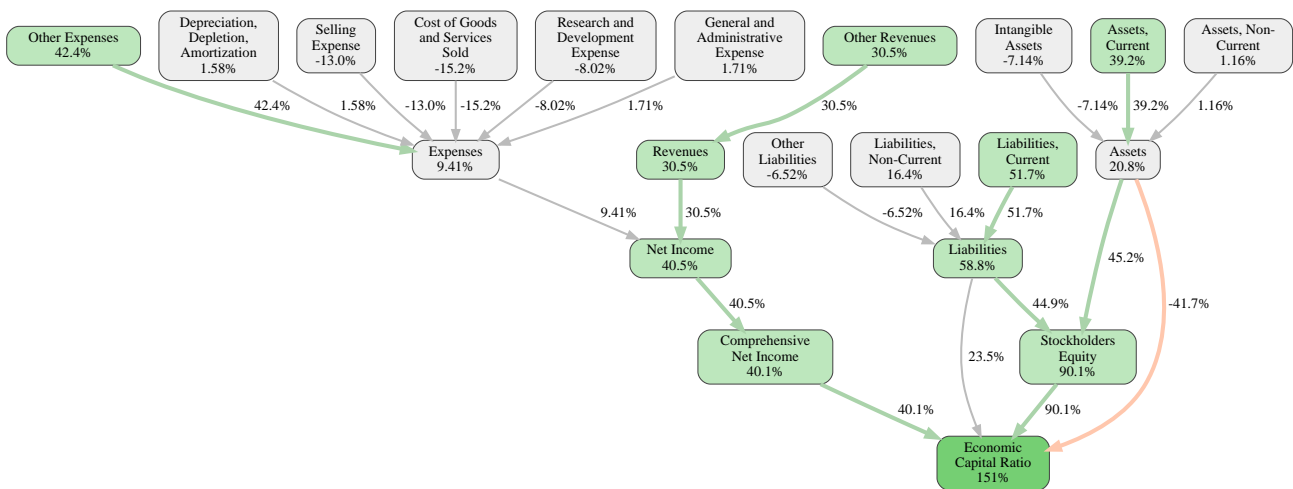 Other Expenses
42.4%
Depreciation,
Depletion,
Amortization
1.58%
Selling
Expense
-13.0%
Cost of Goods
and Services
Sold
-15.2%
Research and
Development
Expense
-8.02%
General and
Administrative
Expense
1.71%
Other Revenues
30.5%
Intangible
Assets
-7.14%
Assets,
Current
39.2%
Assets, Non-
Current
1.16%
42.4%
1.58%
-13.0%
-15.2%
-8.02%
1.71%
30.5%
-7.14%
39.2%
1.16%
Expenses
9.41%
Revenues
30.5%
Other
Liabilities
-6.52%
Liabilities,
Non-Current
16.4%
Liabilities,
Current
51.7%
Assets
20.8%
9.41%
30.5%
-6.52%
16.4%
51.7%
Net Income
40.5%
Liabilities
58.8%
45.2%
40.5%
44.9%
-41.7%
Comprehensive
Net Income
40.1%
23.5%
Stockholders
Equity
90.1%
40.1%
90.1%
Economic
Capital Ratio
151%